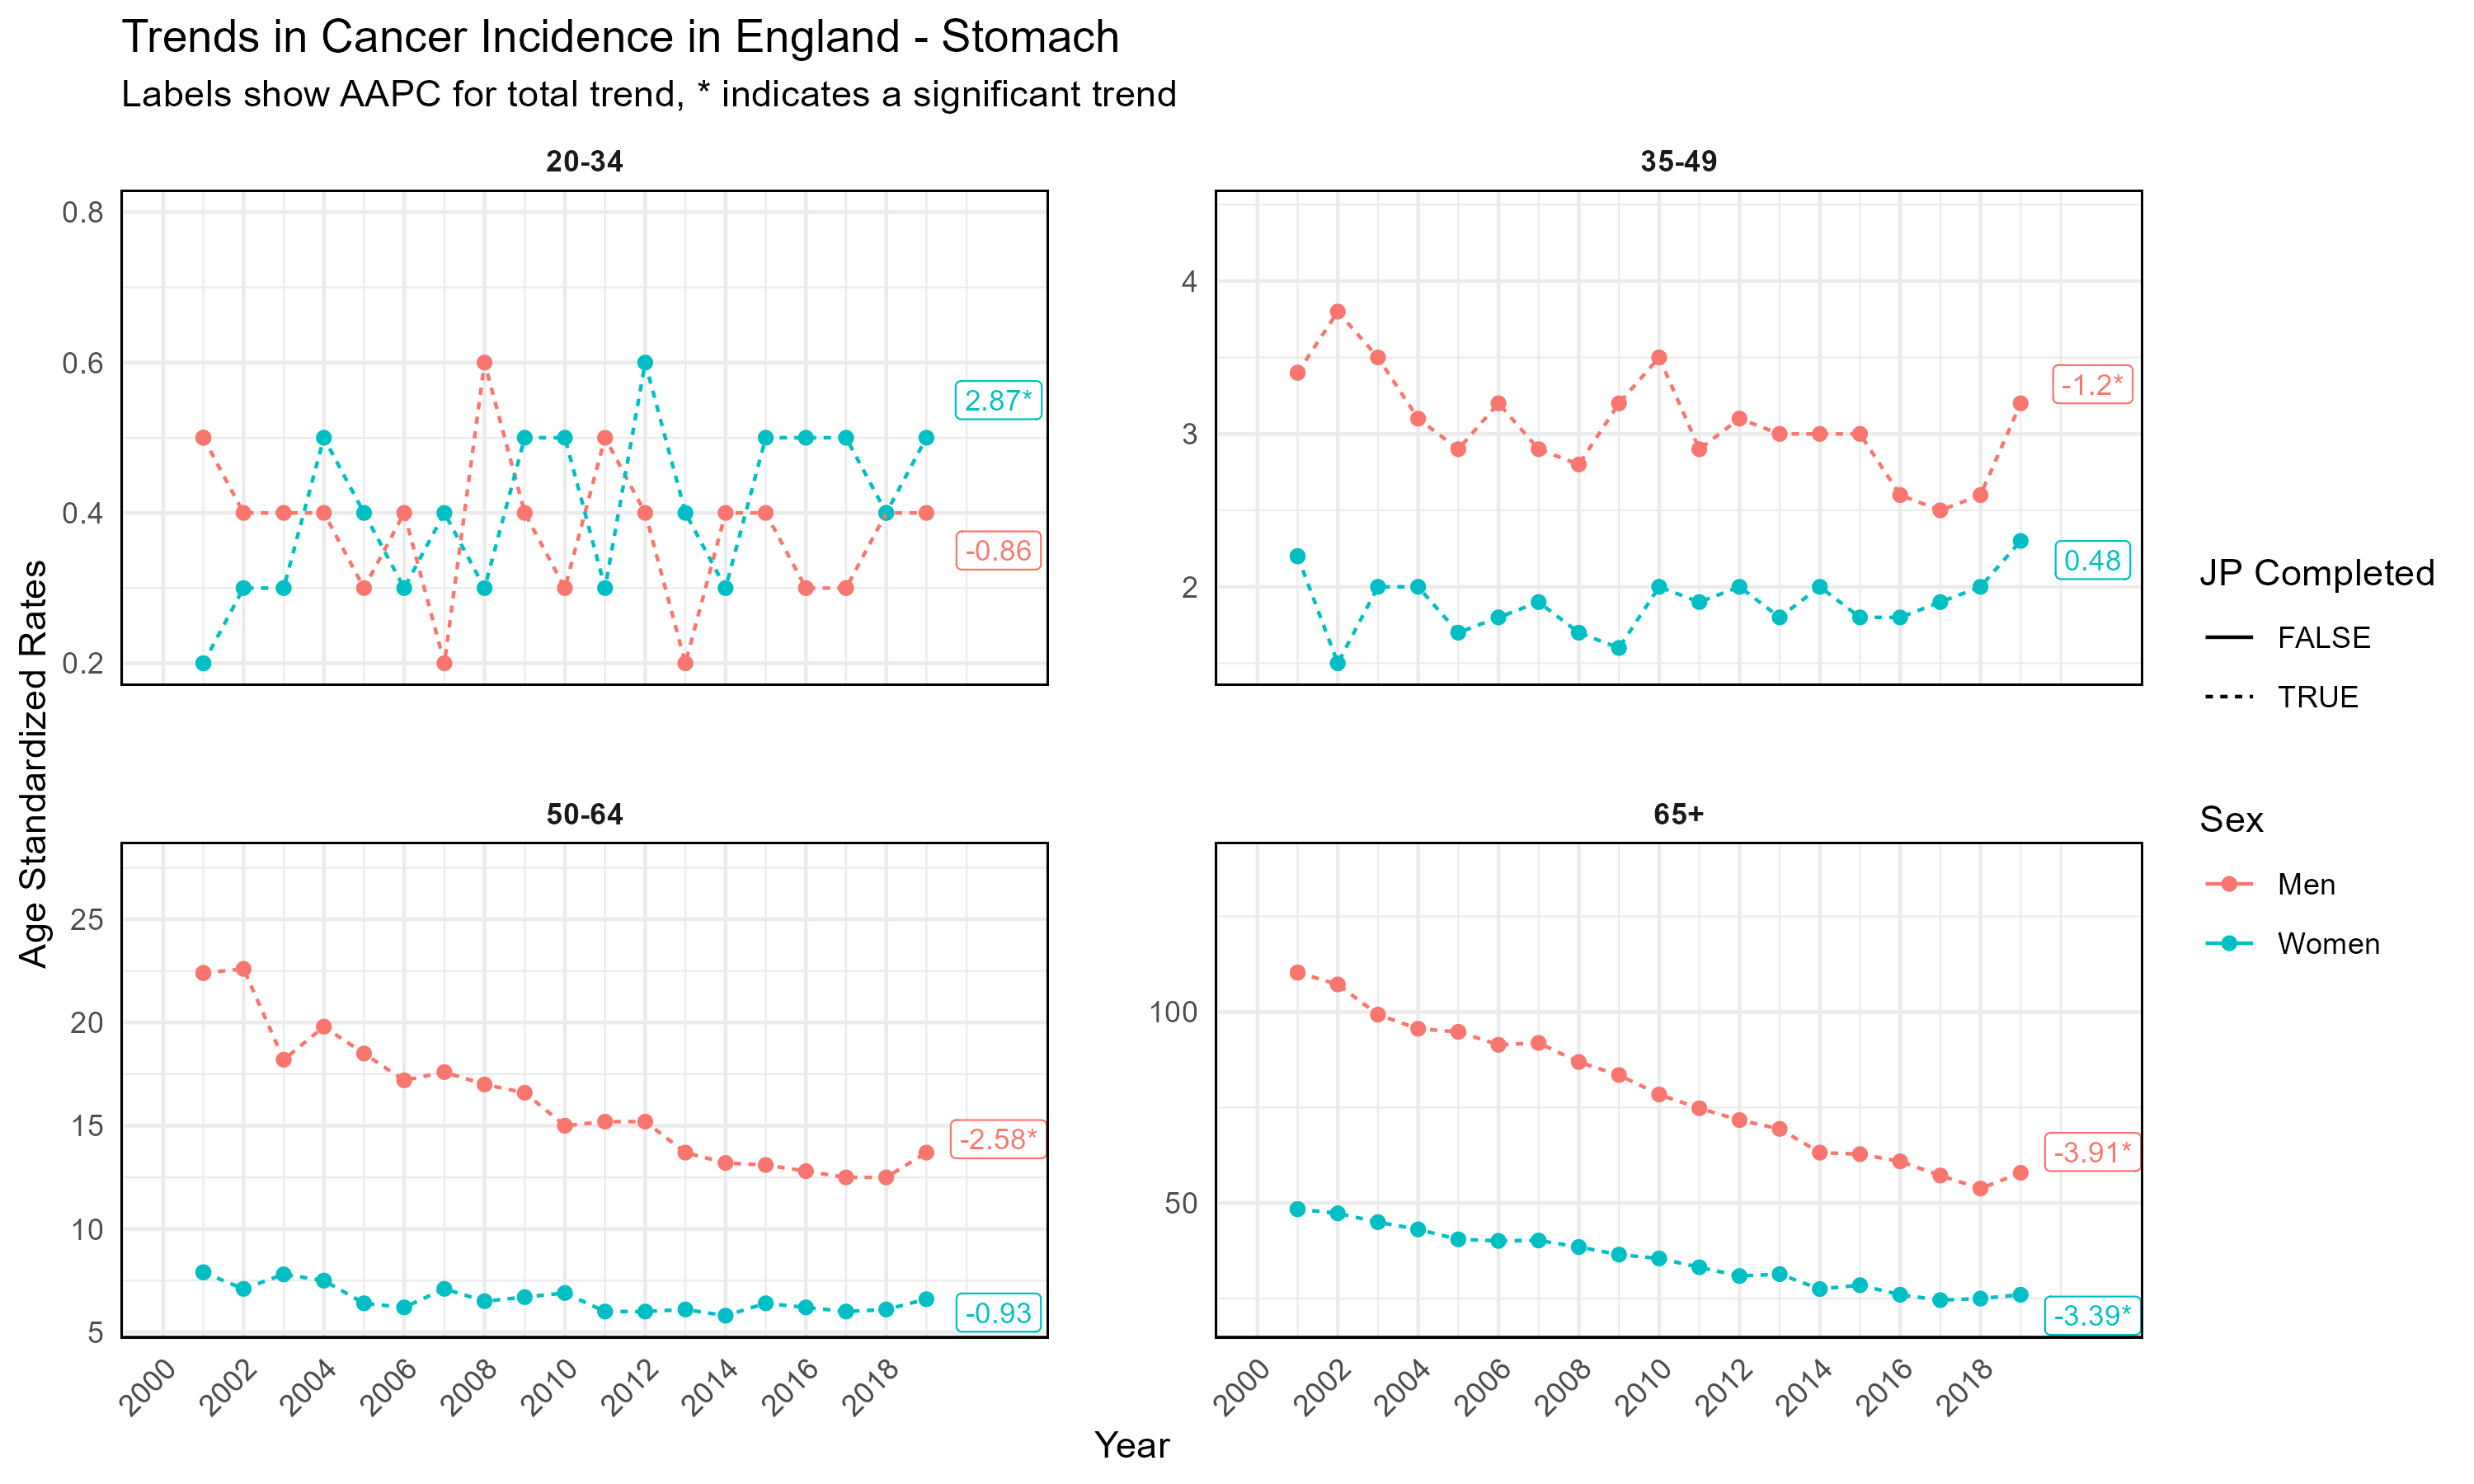 Trends in Cancer Incidence in England - Stomach
Labels show AAPC for total trend, * indicates a significant trend
20-34
0.8
0.6
0.4
0.2
2.87*
-0.86
35-49
4
3
2
-1.2*
0.48
50-64
25
20
15
10
5
-2.58*
-0.93
2000 2002 2004 2006 2008 2010 2012 2014 2016 2018
65+
100
50
-3.91*
-3.39*
2000 2002 2004 2006 2008 2010 2012 2014 2016 2018
Age Standardized Rates
Year
JP Completed
FALSE
TRUE
Sex
Men
Women